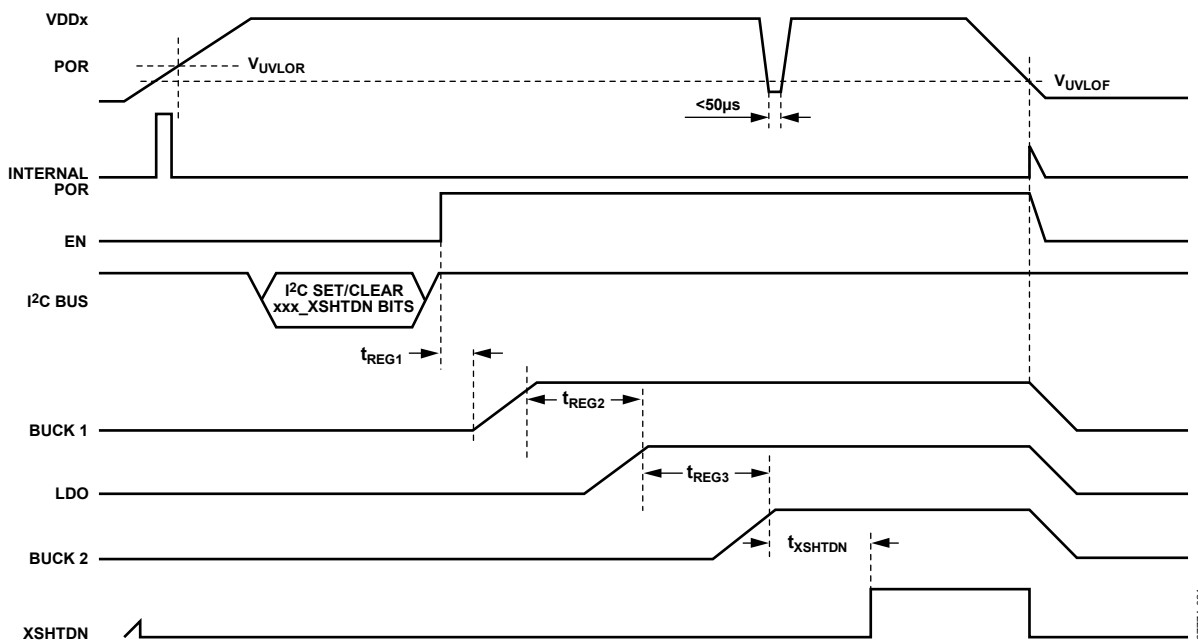 VDDx
POR
VUVLOR
VUVLOF
<50µs
INTERNAL
POR
EN
I2C BUS
I2C SET/CLEAR
xxx_XSHTDN BITS
tREG1
BUCK 1
tREG2
LDO
tREG3
BUCK 2
tXSHTDN
XSHTDN